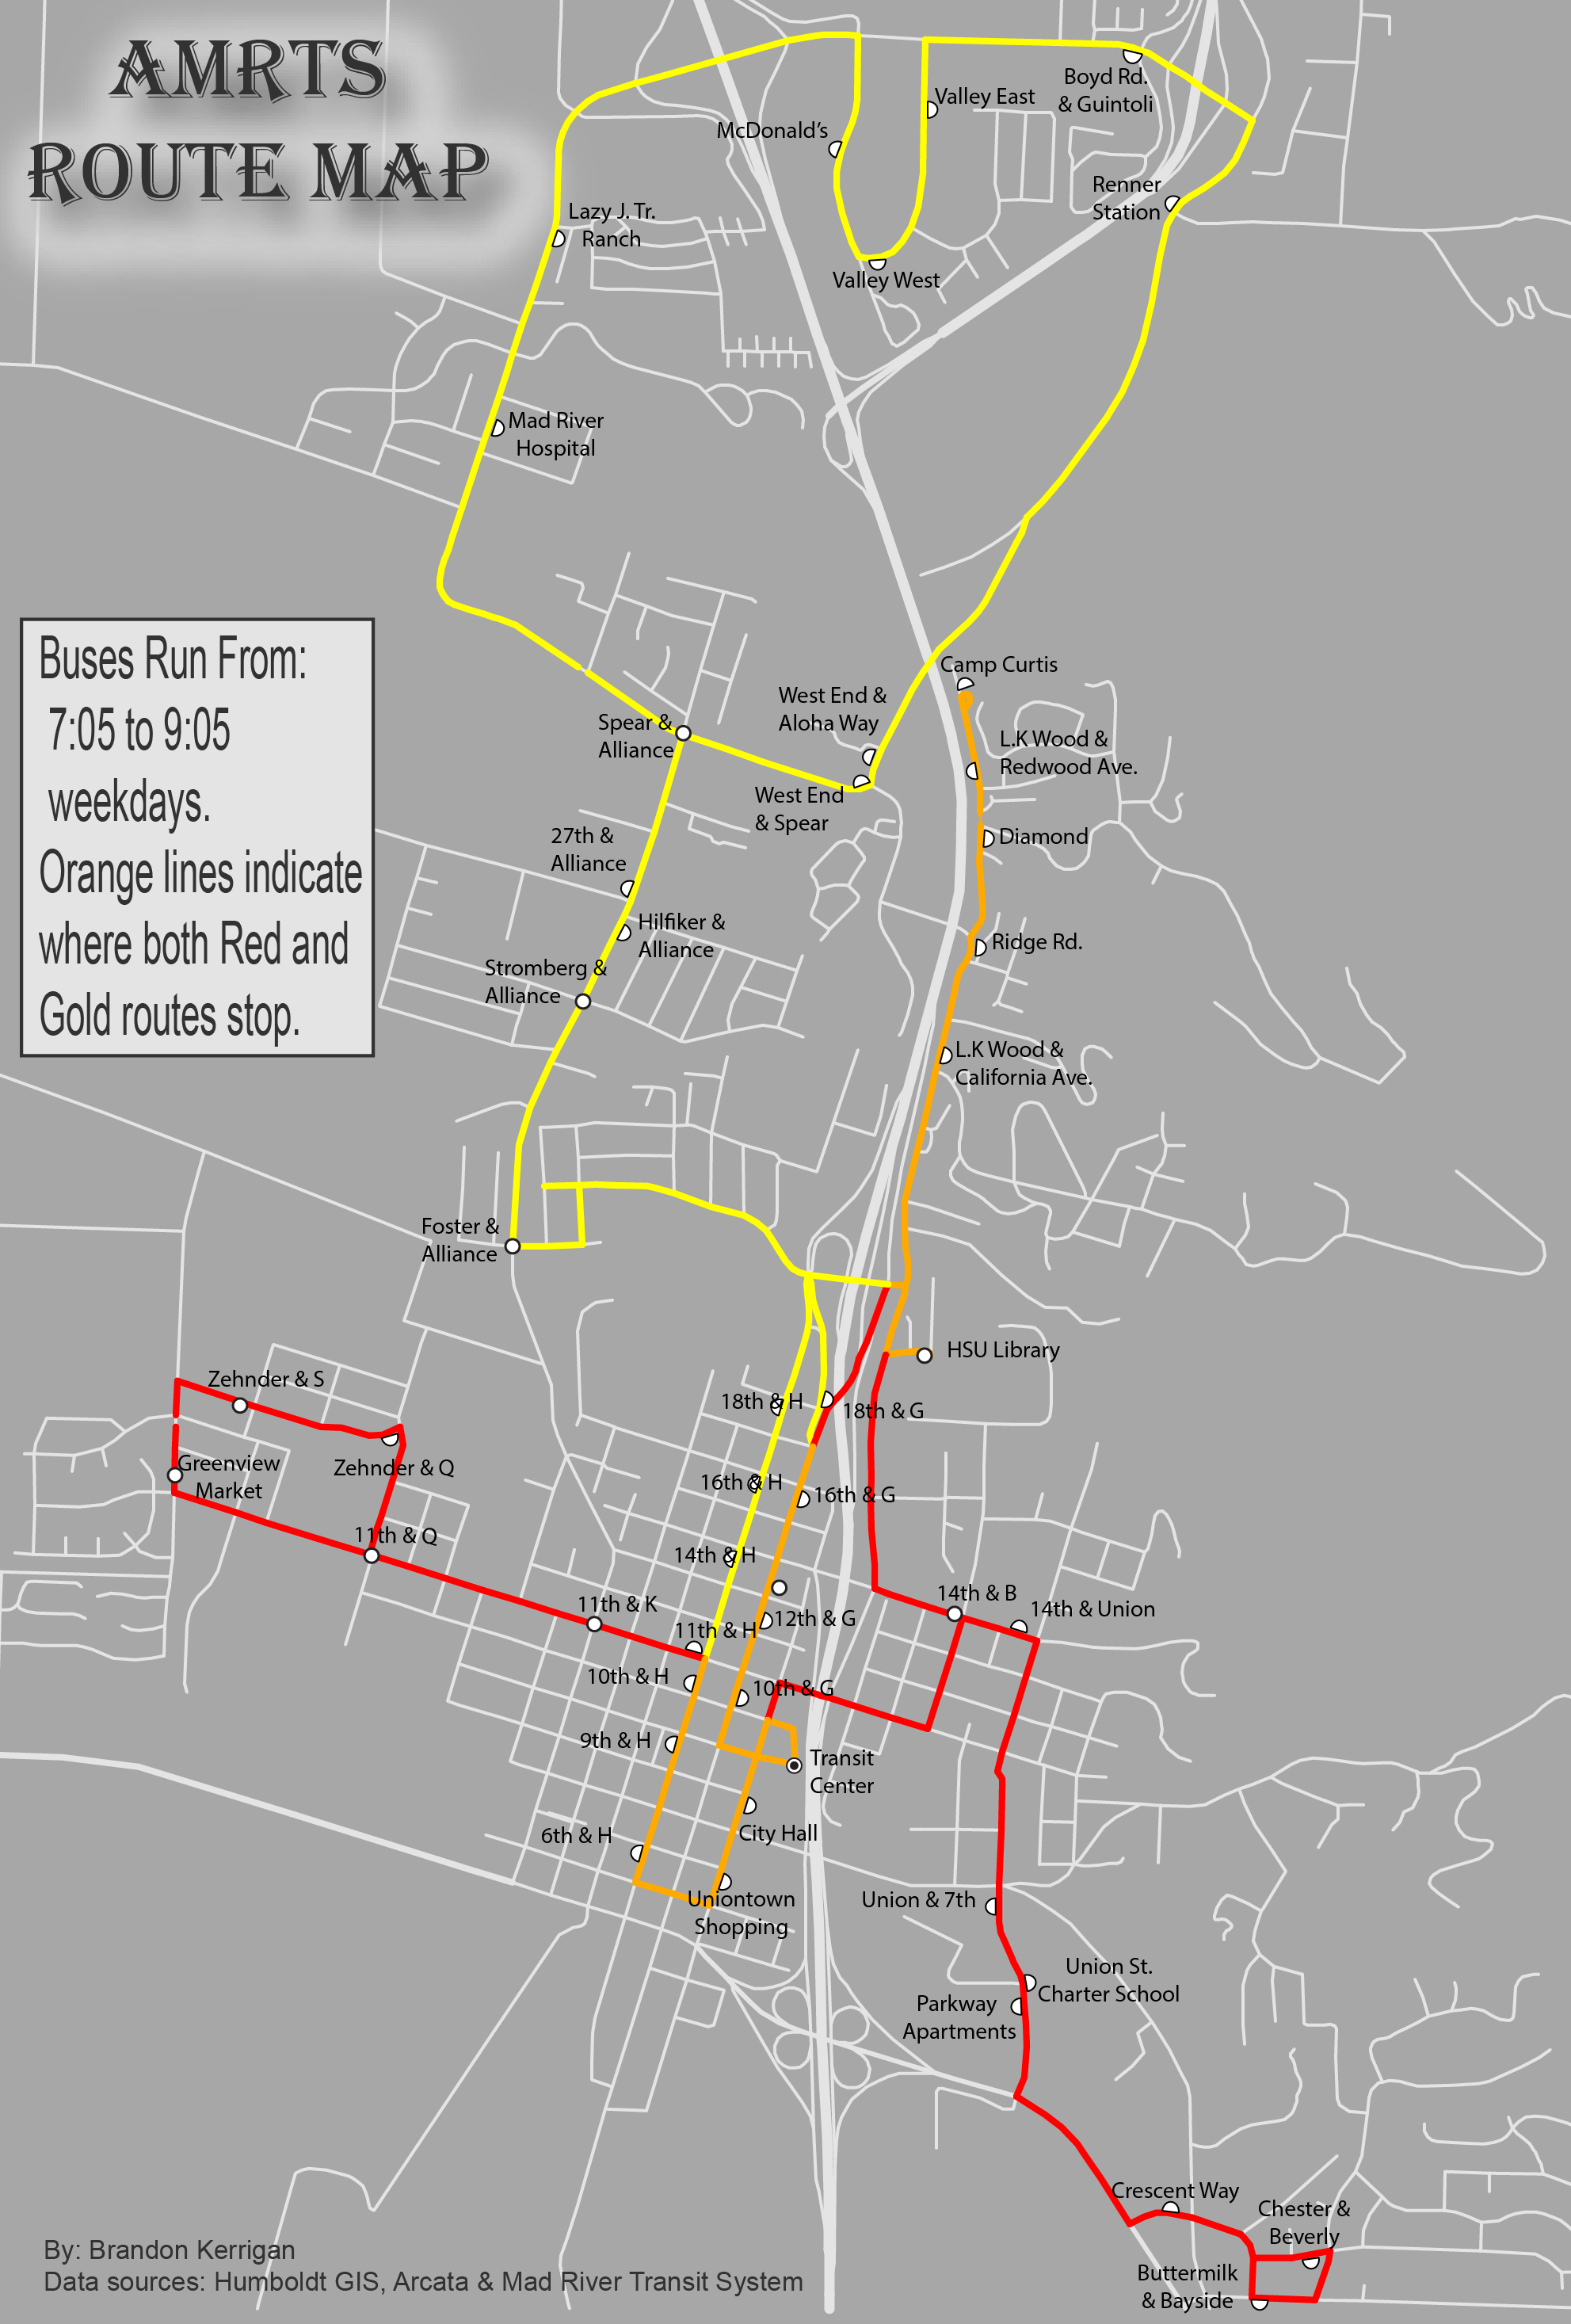 AMRTS
ROUTE MAP
Boyd Rd.
& Guintoli
Valley East
McDonald's
Renner
Station
Lazy J. Tr.
Ranch
Valley West
Mad River
Hospital
Buses Run From:
7:05 to 9:05
weekdays.
Orange lines indicate
where both Red and
Gold routes stop.
Camp Curtis
West End &
Aloha Way
Spear &
Alliance
L.K Wood &
Redwood Ave.
West End
& Spear
27th &
Alliance
Diamond
Hilfiker &
Alliance
Ridge Rd.
Stromberg &
Alliance
L.K Wood &
California Ave.
Foster &
Alliance
HSU Library
Zehnder & S
18th & H
18th & G
Greenview
Market
Zehnder & Q
16th & H
16th & G
11th & Q
14th & H
14th & B
11th & K
14th & Union
12th & G
11th & H
10th & H
10th & G
9th & H
Transit
Center
6th & H
City Hall
Uniontown
Shopping
Union & 7th
Union St.
Charter School
Parkway
Apartments
Crescent Way
Chester &
Beverly
Buttermilk
& Bayside
By: Brandon Kerrigan
Data sources: Humboldt GIS, Arcata & Mad River Transit System